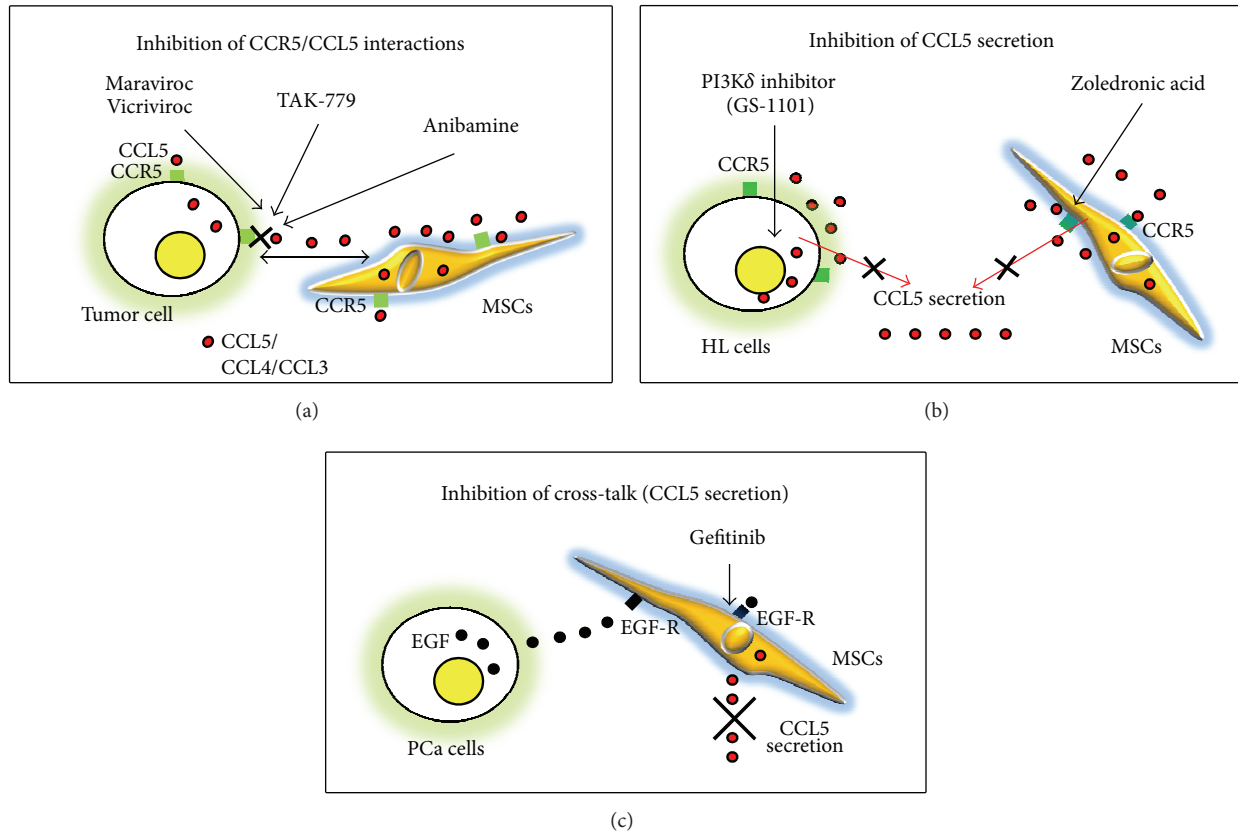 Inhibition of CCR5/CCL5 interactions
Maraviroc
Vicriviroc
TAK-779
Anibamine
CCL5
CCR5
CCR5
MSCs
Tumor cell
CCL5/
CCL4/CCL3
(a)
Inhibition of CCL5 secretion
PI3Kδ inhibitor
(GS-1101)
Zoledronic acid
CCR5
CCR5
CCL5 secretion
HL cells
MSCs
(b)
Inhibition of cross-talk (CCL5 secretion)
Gefitinib
EGF
EGF-R
EGF-R
MSCs
PCa cells
CCL5
secretion
(c)